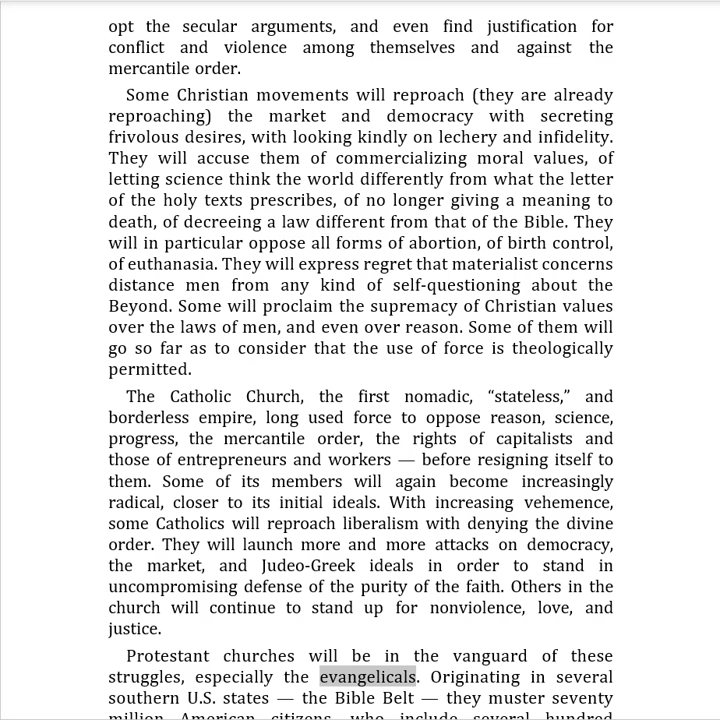 opt the secular arguments, and even find justification for
conflict and violence among themselves and against the
mercantile order.
Some Christian movements will reproach (they are already
reproaching) the market and democracy with secreting
frivolous desires, with looking kindly on lechery and infidelity.
They will accuse them of commercializing moral values, of
letting science think the world differently from what the letter
of the holy texts prescribes, of no longer giving a meaning to
death, of decreeing a law different from that of the Bible. They
will in particular oppose all forms of abortion, of birth control,
of euthanasia. They will express regret that materialist concerns
distance men from any kind of self-questioning about the
Beyond. Some will proclaim the supremacy of Christian values
over the laws of men, and even over reason. Some of them will
go so far as to consider that the use of force is theologically
permitted.
The Catholic Church, the first nomadic, “stateless,” and
borderless empire, long used force to oppose reason, science,
progress, the mercantile order, the rights of capitalists and
those of entrepreneurs and workers — before resigning itself to
them. Some of its members will again become increasingly
radical, closer to its initial ideals. With increasing vehemence,
some Catholics will reproach liberalism with denying the divine
order. They will launch more and more attacks on democracy,
the market, and Judeo-Greek ideals in order to stand in
uncompromising defense of the purity of the faith. Others in the
church will continue to stand up for nonviolence, love, and
justice.
Protestant churches will be in the vanguard of these
struggles, especially the evangelicals. Originating in several
southern U.S. states — the Bible Belt — they muster seventy
million American citizens, who include several hundred